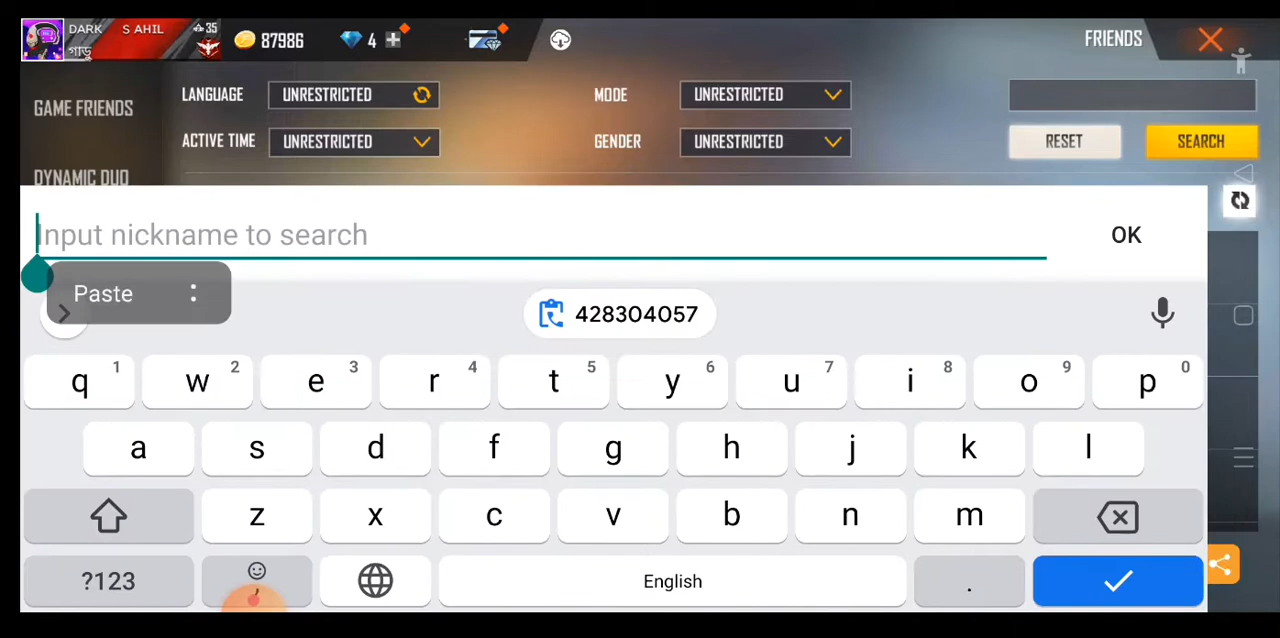 DARK S AHIL
গাড়ু
35
87986
4
FRIENDS
GAME FRIENDS
DYNAMIC DUO
LANGUAGE UNRESTRICTED
MODE UNRESTRICTED
ACTIVE TIME UNRESTRICTED
GENDER UNRESTRICTED
RESET SEARCH
Input nickname to search
OK
Paste
428304057
q 1 w 2 e 3 r 4 t 5 y 6 u 7 i 8 o 9 p 0
a s d f g h j k l
z x c v b n m
?123 English .